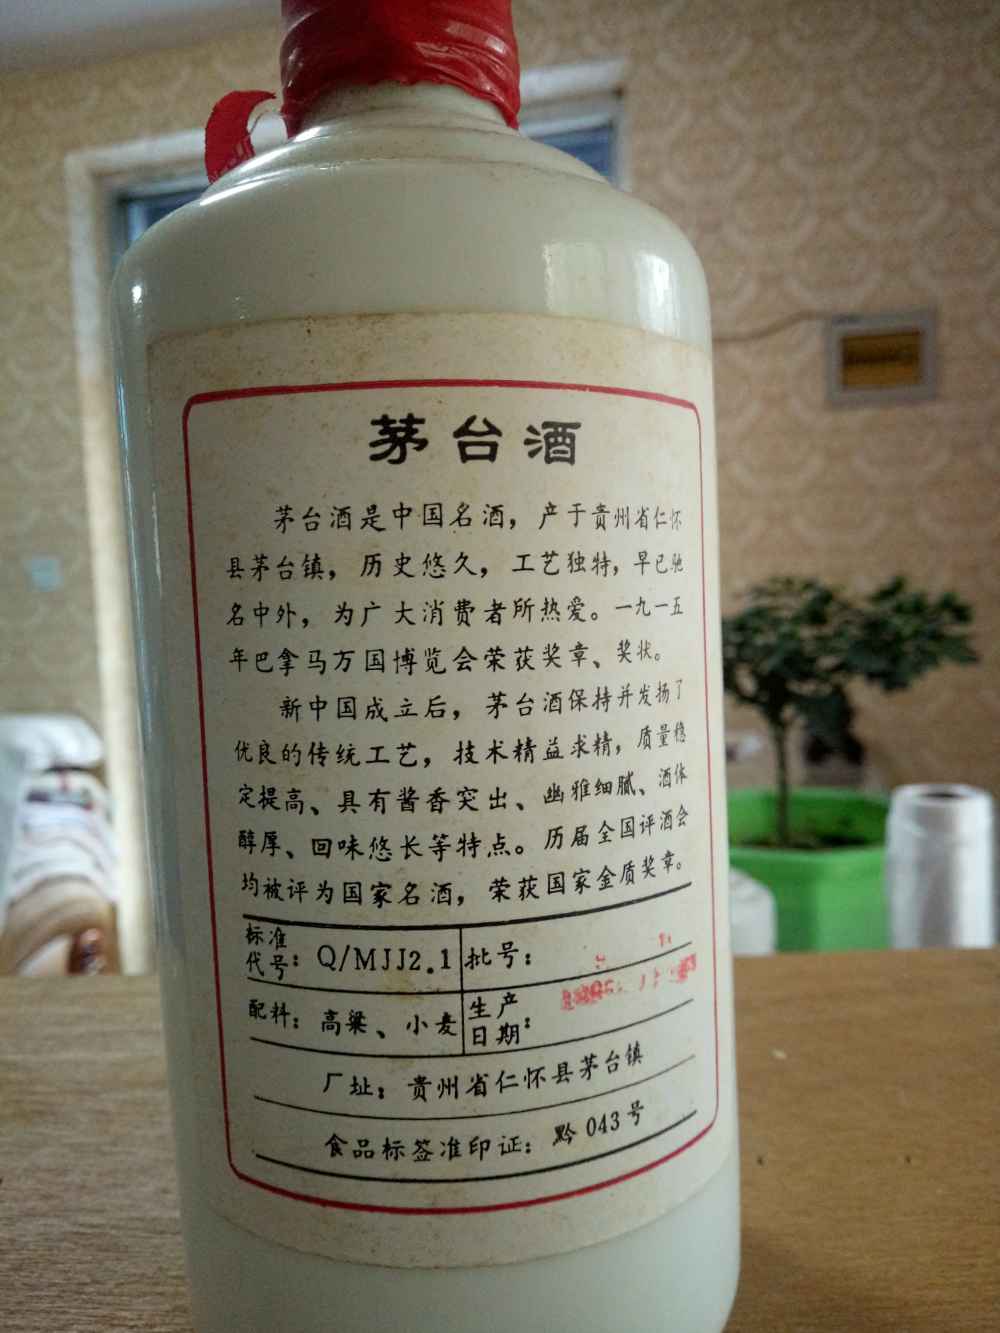 茅台酒
茅台酒是中国名酒，产于贵州省仁怀
县茅台镇，历史悠久，工艺独特，早已驰
名中外，为广大消费者所热爱。一九一五
年巴拿马万国博览会荣获奖章、奖状。
新中国成立后，茅台酒保持并发扬了
优良的传统工艺，技术精益求精，质量稳
定提高、具有酱香突出、幽雅细腻、酒体
醇厚、回味悠长等特点。历届全国评酒会
均被评为国家名酒，荣获国家金质奖章。
标准代号：Q/MJJ2.1 批号：
配料：高粱、小麦 生产日期：
厂址：贵州省仁怀县茅台镇
食品标签准印证：黔043号